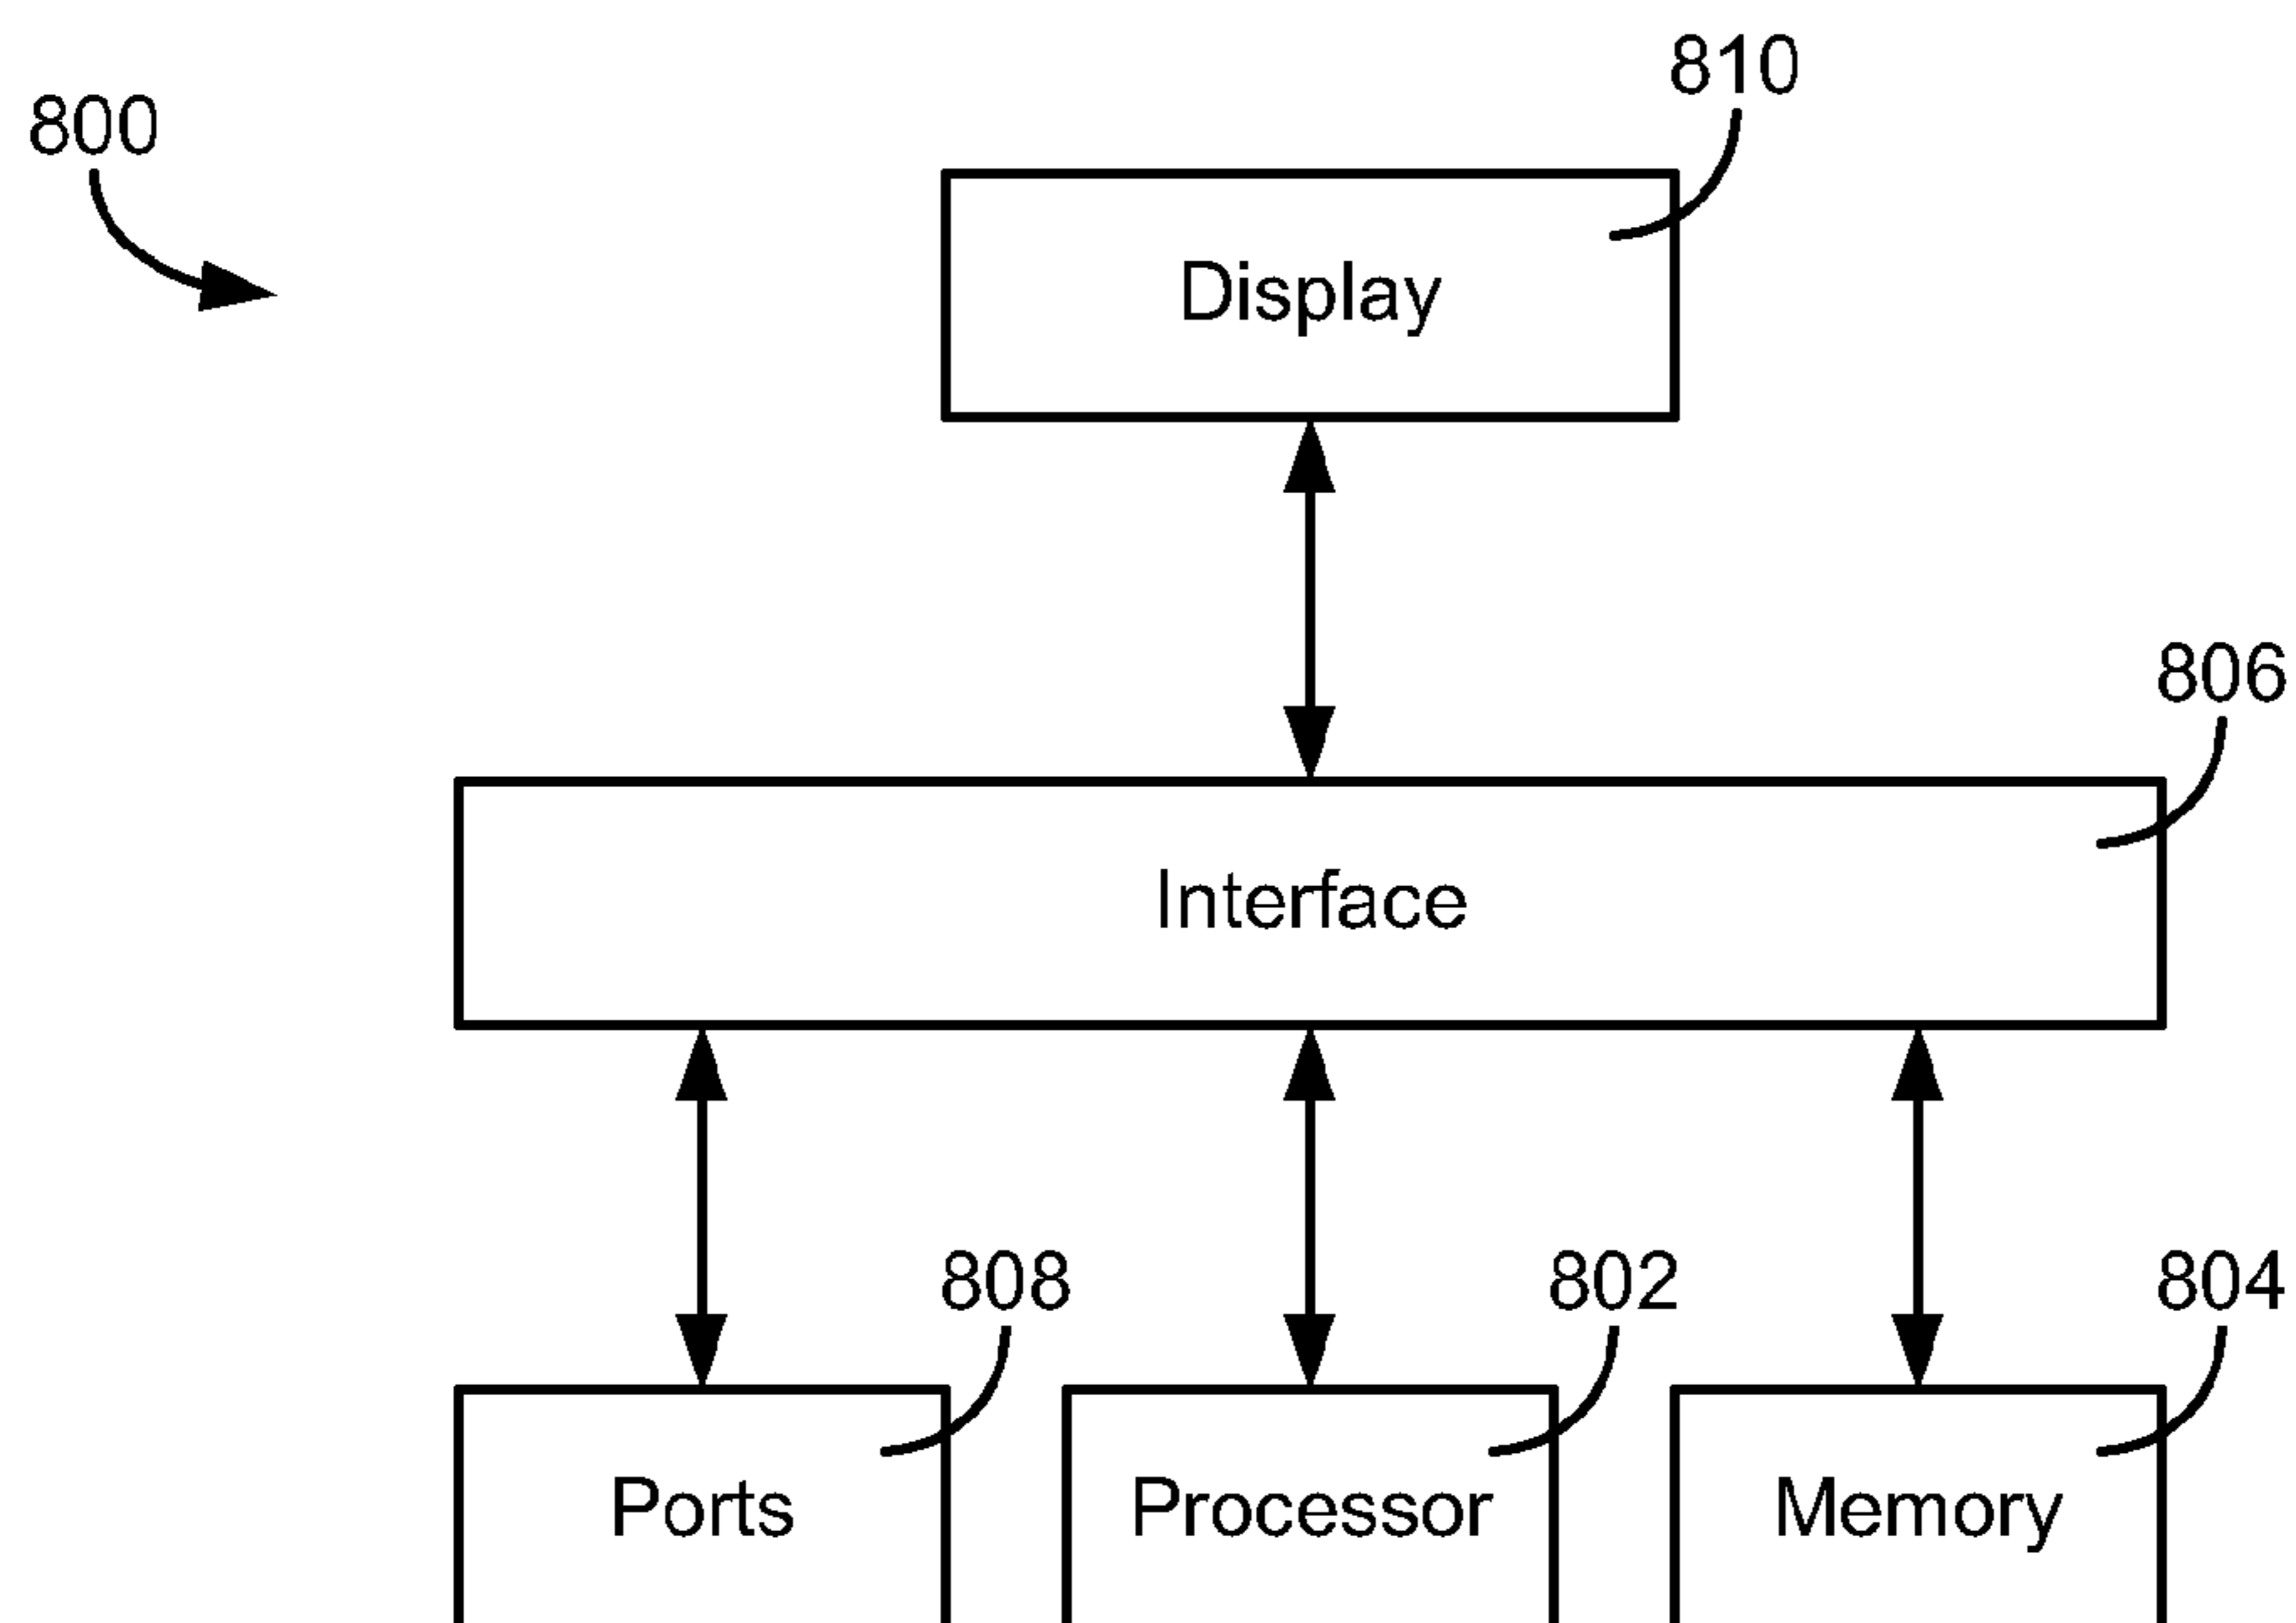 810
800
Display
806
Interface
808
802
804
Ports
Processor
Memory